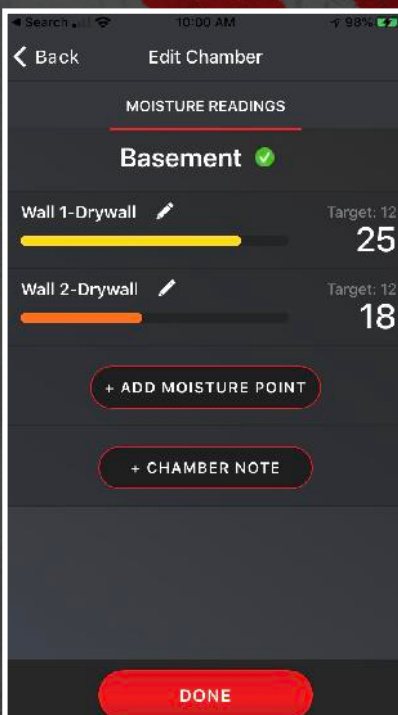 Search 10:00 AM 98%
Back Edit Chamber
MOISTURE READINGS
Basement
Wall 1-Drywall Target: 12
25
Wall 2-Drywall Target: 12
18
+ ADD MOISTURE POINT
+ CHAMBER NOTE
DONE